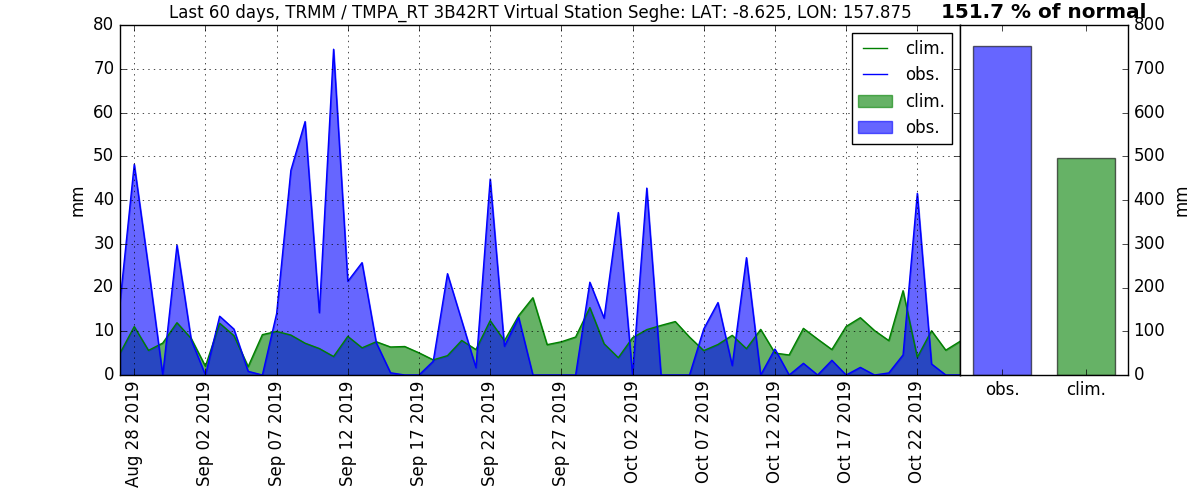 Last 60 days, TRMM / TMPA_RT 3B42RT Virtual Station Seghe: LAT: -8.625, LON: 157.875
151.7 % of normal
80
70
60
50
40
30
20
10
0
mm
clim.
obs.
clim.
obs.
Aug 28 2019
Sep 02 2019
Sep 07 2019
Sep 12 2019
Sep 17 2019
Sep 22 2019
Sep 27 2019
Oct 02 2019
Oct 07 2019
Oct 12 2019
Oct 17 2019
Oct 22 2019
800
700
600
500
400
300
200
100
0
mm
obs.
clim.